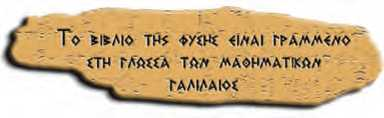 Το ΒΙΒΛΙΟ ΤΗΣ ΦΥΣΗΣ ΕΙΝΑΙ ΓΡΑΜΜΕΝΟ
ΣΤΗ ΓΛΩΣΣΑ ΤΩΝ ΜΑΘΗΜΑΤΙΚΩΝ
ΓΑΛΙΛΑΙΟΣ